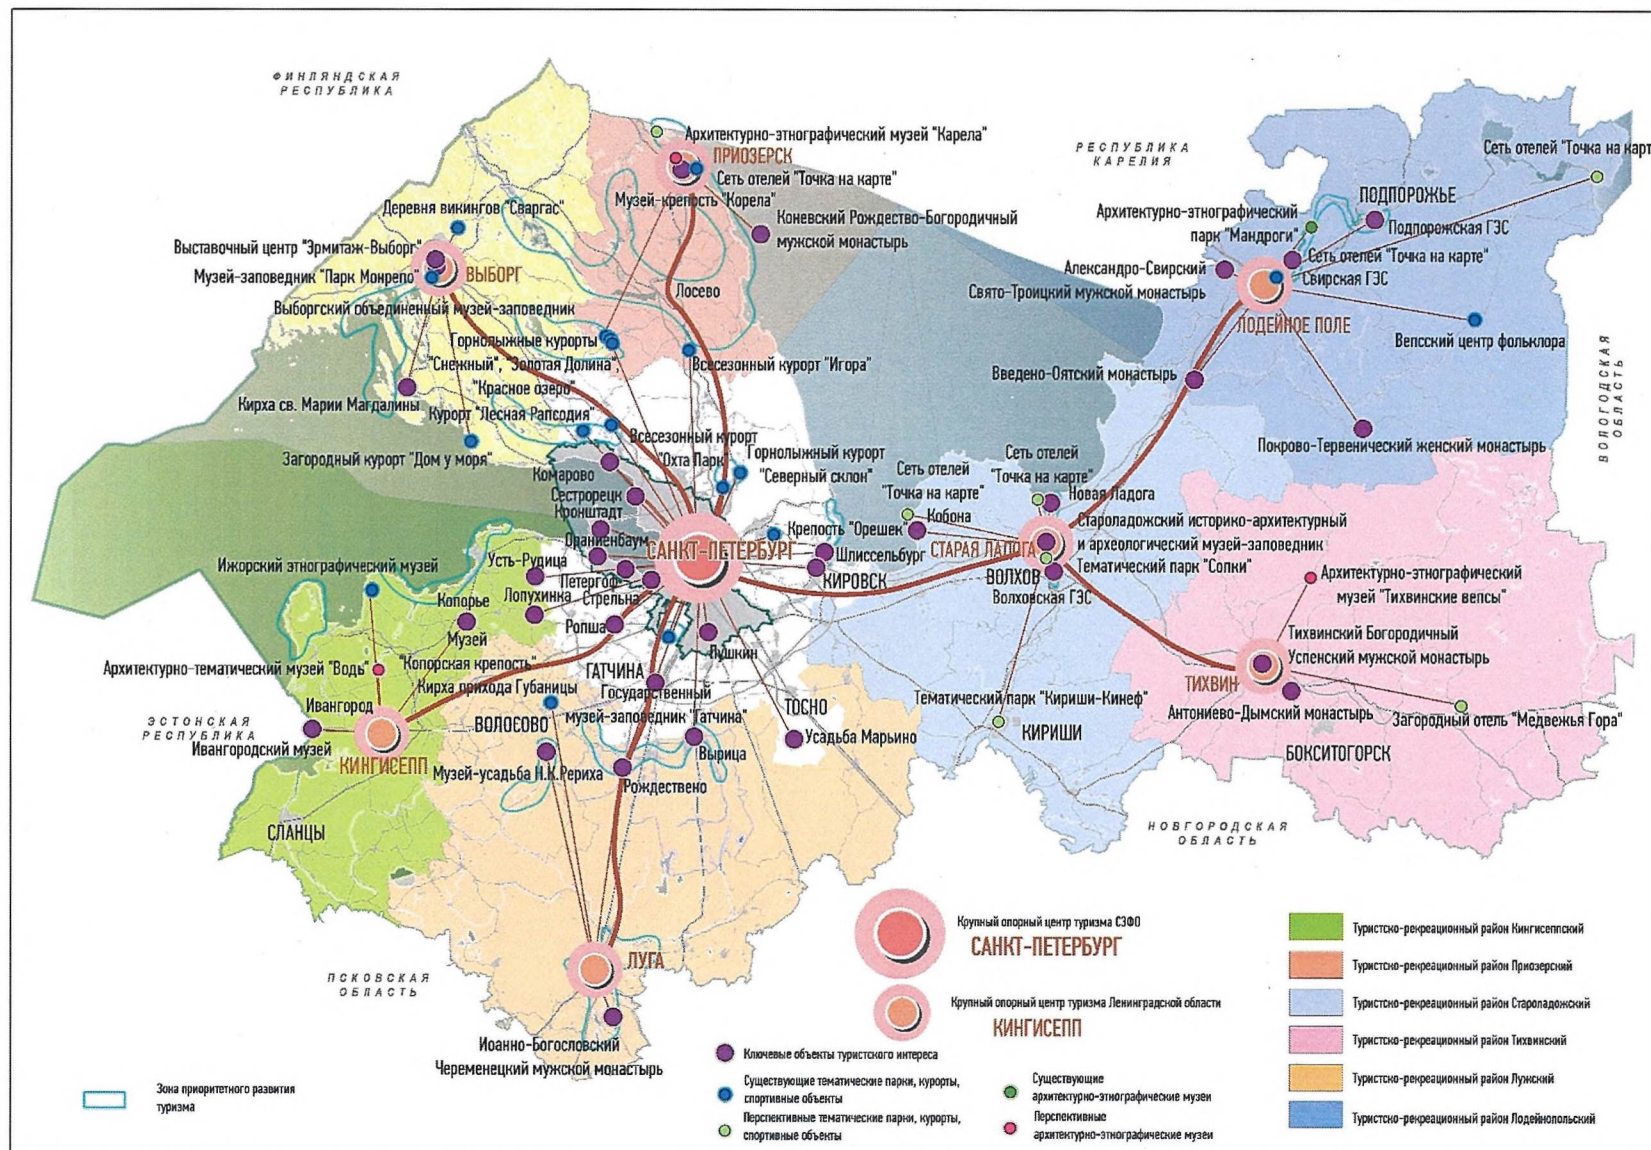 ФИНЛЯНДСКАЯ
РЕСПУБЛИКА
Архитектурно-этнографический музей "Карела"
ПРИОЗЕРСК
Сеть отелей "Точка на карте"
Музей-крепость "Корела"
Коневский Рождество-Богородичный
мужской монастырь
Деревня викингов "Сваргас"
Выставочный центр "Эрмитаж-Выборг"
ВЫБОРГ
Музей-заповедник "Парк Монрепо"
Выборгский объединенный музей-заповедник
Лосево
Горнолыжные курорты
"Снежный", "Золотая Долина",
"Красное озеро"
Всесезонный курорт "Игора"
Кирха св. Марии Магдалины
Курорт "Лесная Рапсодия"
Загородный курорт "Дом у моря"
Всесезонный курорт
"Охта Парк"
Горнолыжный курорт
"Северный склон"
Комарово
Сестрорецк
Кронштадт
Ораниенбаум
САНКТ-ПЕТЕРБУРГ
Крепость "Орешек"
Шлиссельбург
КИРОВСК
Усть-Рудица
Петергоф
Лопухинка
Стрельна
Ропша
Пушкин
Ижорский этнографический музей
Копорье
Музей
"Копорская крепость"
Архитектурно-тематический музей "Водь"
Кирха прихода Губаницы
Ивангород
Ивангородский музей
ЭСТОНСКАЯ
РЕСПУБЛИКА
КИНГИСЕПП
СЛАНЦЫ
ГАТЧИНА
Государственный
музей-заповедник "Гатчина"
ВОЛОСОВО
Музей-усадьба Н.К.Рериха
Рождествено
Вырица
ТОСНО
Усадьба Марьино
ПСКОВСКАЯ
ОБЛАСТЬ
ЛУГА
Иоанно-Богословский
Череменецкий мужской монастырь
РЕСПУБЛИКА
КАРЕЛИЯ
Сеть отелей "Точка на карт
ПОДПОРОЖЬЕ
Подпорожская ГЭС
Архитектурно-этнографический
парк "Мандроги"
Сеть отелей "Точка на карте"
Свирская ГЭС
Александро-Свирский
Свято-Троицкий мужской монастырь
ЛОДЕЙНОЕ ПОЛЕ
Вепсский центр фольклора
Введено-Оятский монастырь
Покрово-Тервенический женский монастырь
ВОЛОГОДСКАЯ
ОБЛАСТЬ
Сеть отелей
"Точка на карте"
Кобона
Сеть отелей
"Точка на карте"
Новая Ладога
СТАРАЯ ЛАДОГА
Староладожский историко-архитектурный
и археологический музей-заповедник
Тематический парк "Сопки"
ВОЛХОВ
Волховская ГЭС
Архитектурно-этнографический
музей "Тихвинские вепсы"
Тихвинский Богородичный
Успенский мужской монастырь
ТИХВИН
Антониево-Дымский монастырь
Загородный отель "Медвежья Гора"
БОКСИТОГОРСК
Тематический парк "Кириши-Кинеф"
КИРИШИ
НОВГОРОДСКАЯ
ОБЛАСТЬ
Крупный опорный центр туризма СЗФО
САНКТ-ПЕТЕРБУРГ
Крупный опорный центр туризма Ленинградской области
КИНГИСЕПП
Ключевые объекты туристского интереса
Существующие тематические парки, курорты,
спортивные объекты
Перспективные тематические парки, курорты,
спортивные объекты
Существующие
архитектурно-этнографические музеи
Перспективные
архитектурно-этнографические музеи
Зона приоритетного развития
туризма
Туристско-рекреационный район Кингисеппский
Туристско-рекреационный район Приозерский
Туристско-рекреационный район Староладожский
Туристско-рекреационный район Тихвинский
Туристско-рекреационный район Лужский
Туристско-рекреационный район Лодейнопольский